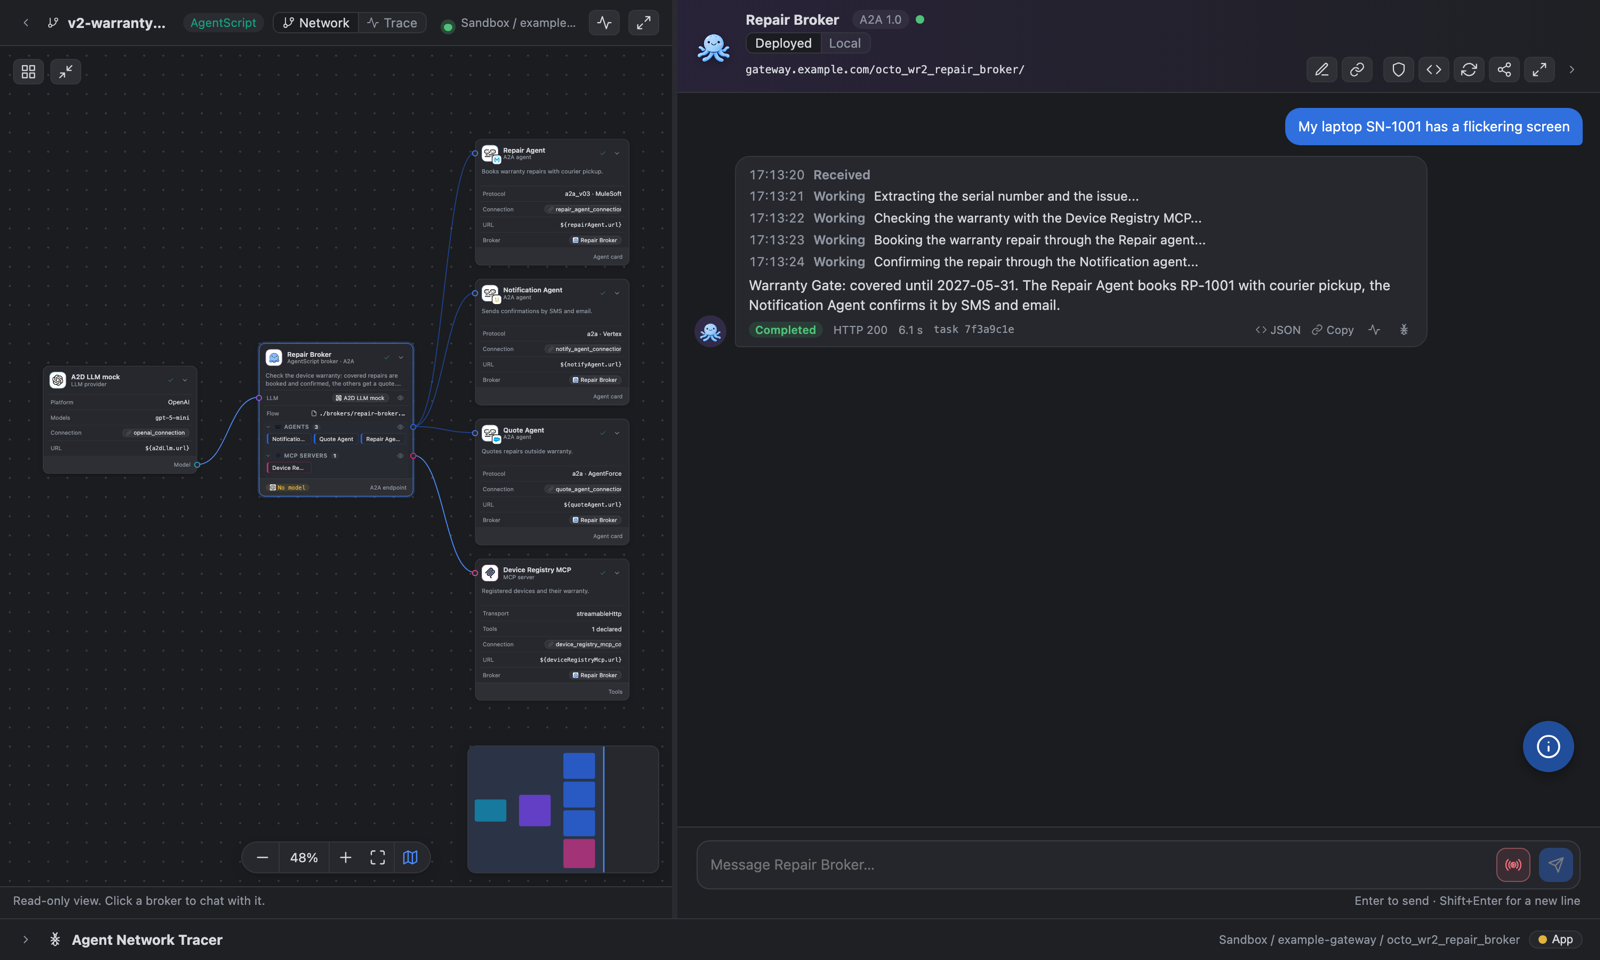 v2-warranty...
AgentScript
Network
Trace
Sandbox / example...
A2D LLM mock
LLM provider
Platform
OpenAI
Models
gpt-5-mini
Connection
openai_connection
URL
${a2dLlm.url}
Model
Repair Broker
AgentScript broker · A2A
Check the device warranty: covered repairs are
booked and confirmed, the others get a quote....
LLM
A2D LLM mock
Flow
./brokers/repair-broker....
AGENTS 3
Notificatio...
Quote Agent
Repair Age...
MCP SERVERS 1
Device Re...
No model
A2A endpoint
Repair Agent
A2A agent
Books warranty repairs with courier pickup.
Protocol
a2a_v03 · MuleSoft
Connection
repair_agent_connection
URL
${repairAgent.url}
Broker
Repair Broker
Agent card
Notification Agent
A2A agent
Sends confirmations by SMS and email.
Protocol
a2a · Vertex
Connection
notify_agent_connection
URL
${notifyAgent.url}
Broker
Repair Broker
Agent card
Quote Agent
A2A agent
Quotes repairs outside warranty.
Protocol
a2a · AgentForce
Connection
quote_agent_connection
URL
${quoteAgent.url}
Broker
Repair Broker
Agent card
Device Registry MCP
MCP server
Registered devices and their warranty.
Transport
streamableHttp
Tools
1 declared
Connection
device_registry_mcp_co
URL
${deviceRegistryMcp.url}
Broker
Repair Broker
Tools
48%
Read-only view. Click a broker to chat with it.
Repair Broker
A2A 1.0
Deployed
Local
gateway.example.com/octo_wr2_repair_broker/
My laptop SN-1001 has a flickering screen
17:13:20 Received
17:13:21 Working Extracting the serial number and the issue...
17:13:22 Working Checking the warranty with the Device Registry MCP...
17:13:23 Working Booking the warranty repair through the Repair agent...
17:13:24 Working Confirming the repair through the Notification agent...
Warranty Gate: covered until 2027-05-31. The Repair Agent books RP-1001 with courier pickup, the
Notification Agent confirms it by SMS and email.
Completed HTTP 200 6.1 s task 7f3a9c1e
JSON
Copy
Message Repair Broker...
Enter to send · Shift+Enter for a new line
Agent Network Tracer
Sandbox / example-gateway / octo_wr2_repair_broker
App